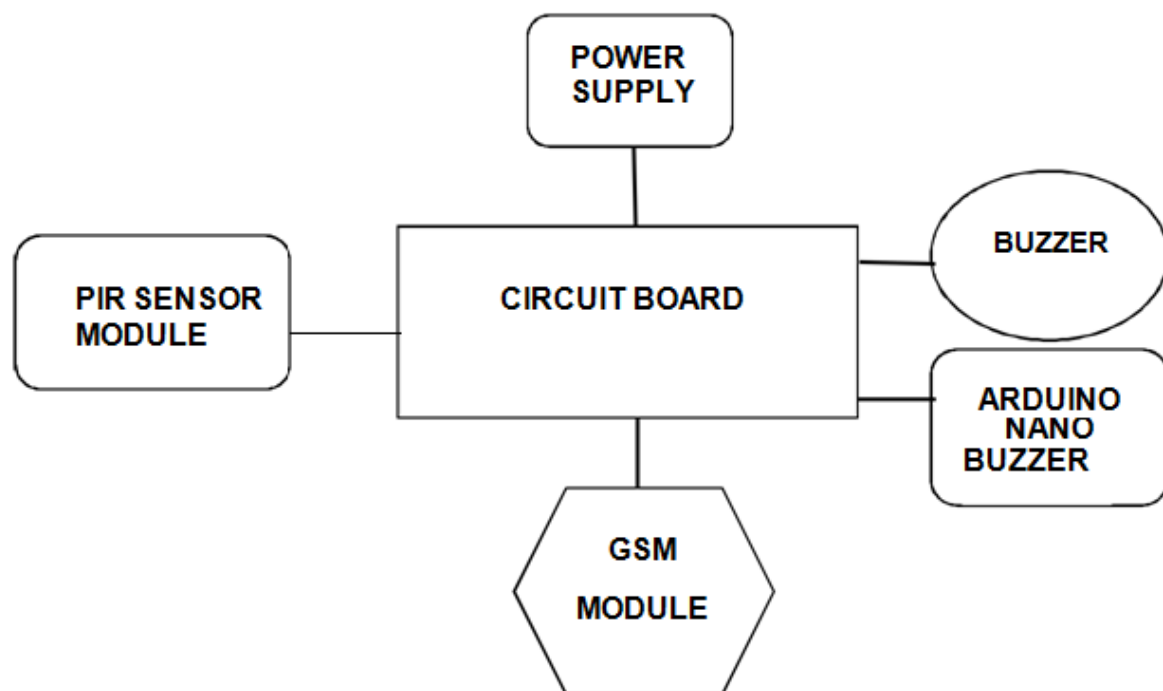 POWER
SUPPLY
BUZZER
PIR SENSOR
MODULE
CIRCUIT BOARD
ARDUINO
NANO
BUZZER
GSM
MODULE